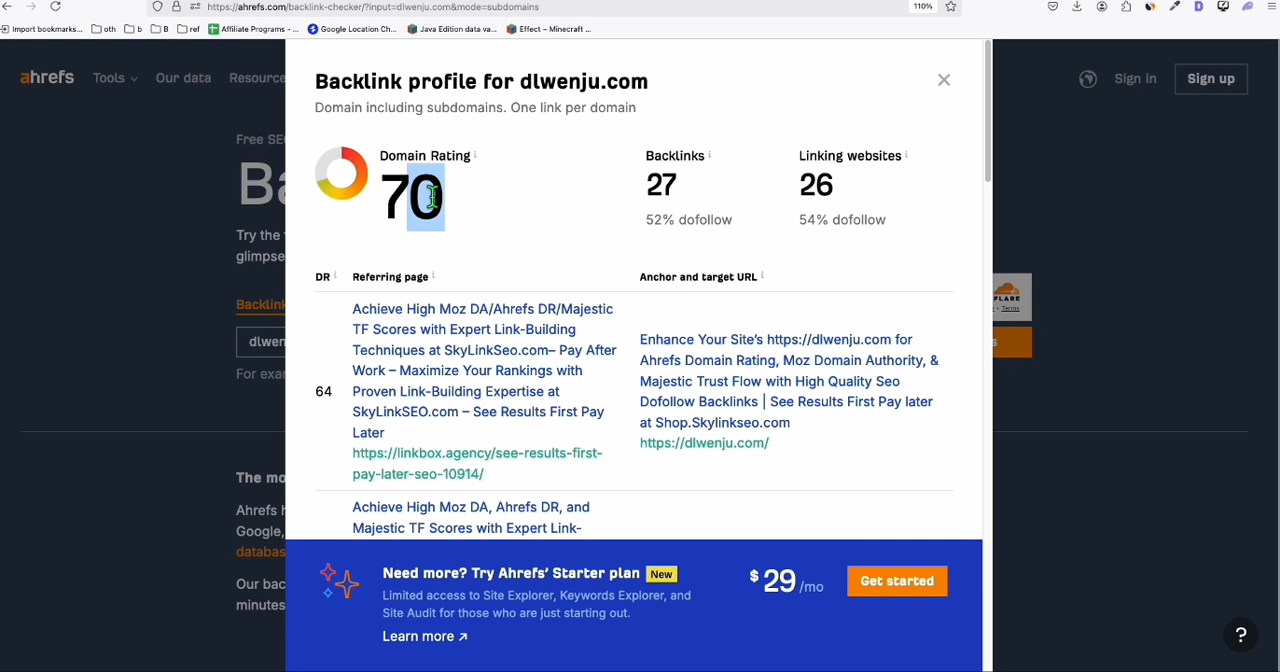 https://ahrefs.com/backlink-checker/?input=dlwenju.com&mode=subdomains
110%
Import bookmarks...
oth
b
B
ref
Affiliate Programs - ...
Google Location Ch...
Java Edition data va...
Effect – Minecraft ...
ahrefs
Tools
Our data
Resource
Sign in
Sign up
Free SE
Ba
Try the
glimpse
Backlink
dlwen
For exa
FLARE
Terms
s
The mo
Ahrefs h
Google,
databas
Our bac
minutes
Backlink profile for dlwenju.com
Domain including subdomains. One link per domain
Domain Rating
70
Backlinks
27
52% dofollow
Linking websites
26
54% dofollow
DR
Referring page
Anchor and target URL
64
Achieve High Moz DA/Ahrefs DR/Majestic
TF Scores with Expert Link-Building
Techniques at SkyLinkSeo.com– Pay After
Work – Maximize Your Rankings with
Proven Link-Building Expertise at
SkyLinkSEO.com – See Results First Pay
Later
https://linkbox.agency/see-results-first-
pay-later-seo-10914/
Enhance Your Site's https://dlwenju.com for
Ahrefs Domain Rating, Moz Domain Authority, &
Majestic Trust Flow with High Quality Seo
Dofollow Backlinks | See Results First Pay later
at Shop.Skylinkseo.com
https://dlwenju.com/
Achieve High Moz DA, Ahrefs DR, and
Majestic TF Scores with Expert Link-
Need more? Try Ahrefs' Starter plan New
Limited access to Site Explorer, Keywords Explorer, and
Site Audit for those who are just starting out.
Learn more ↗
$29/mo
Get started
?